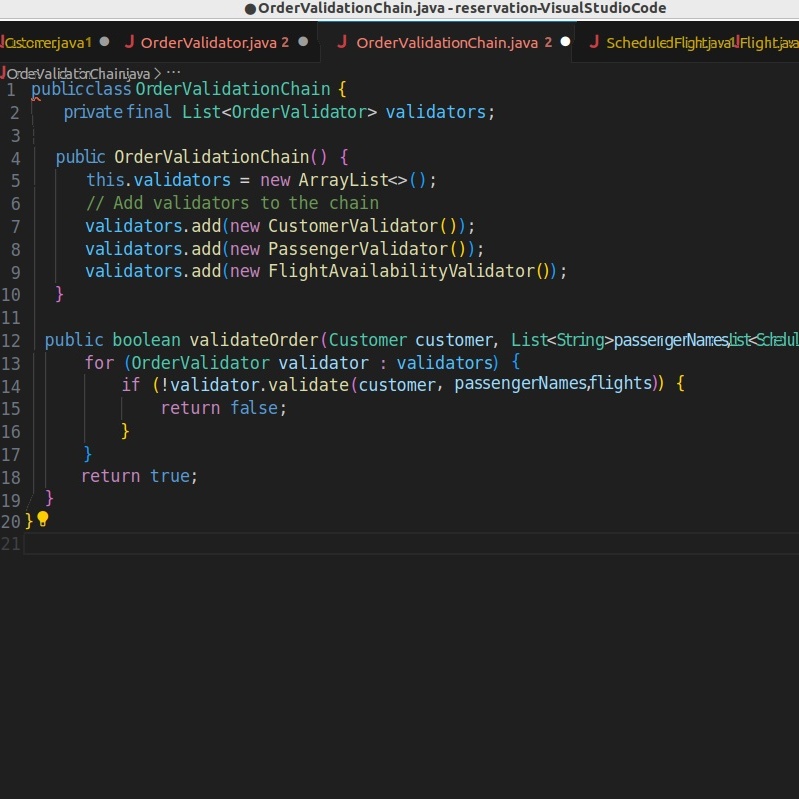 OrderValidationChain.java - reservation-VisualStudioCode
Customer.java 1 OrderValidator.java 2 OrderValidationChain.java 2 ScheduledFlight.java 1 Flight.java
OrderValidationChain.java > ...
1 public class OrderValidationChain {
2 private final List<OrderValidator> validators;
3
4 public OrderValidationChain() {
5 this.validators = new ArrayList<>();
6 // Add validators to the chain
7 validators.add(new CustomerValidator());
8 validators.add(new PassengerValidator());
9 validators.add(new FlightAvailabilityValidator());
10 }
11
12 public boolean validateOrder(Customer customer, List<String>passengerNames, List<Schedul
13 for (OrderValidator validator : validators) {
14 if (!validator.validate(customer, passengerNames,flights)) {
15 return false;
16 }
17 }
18 return true;
19 }
20 }
21